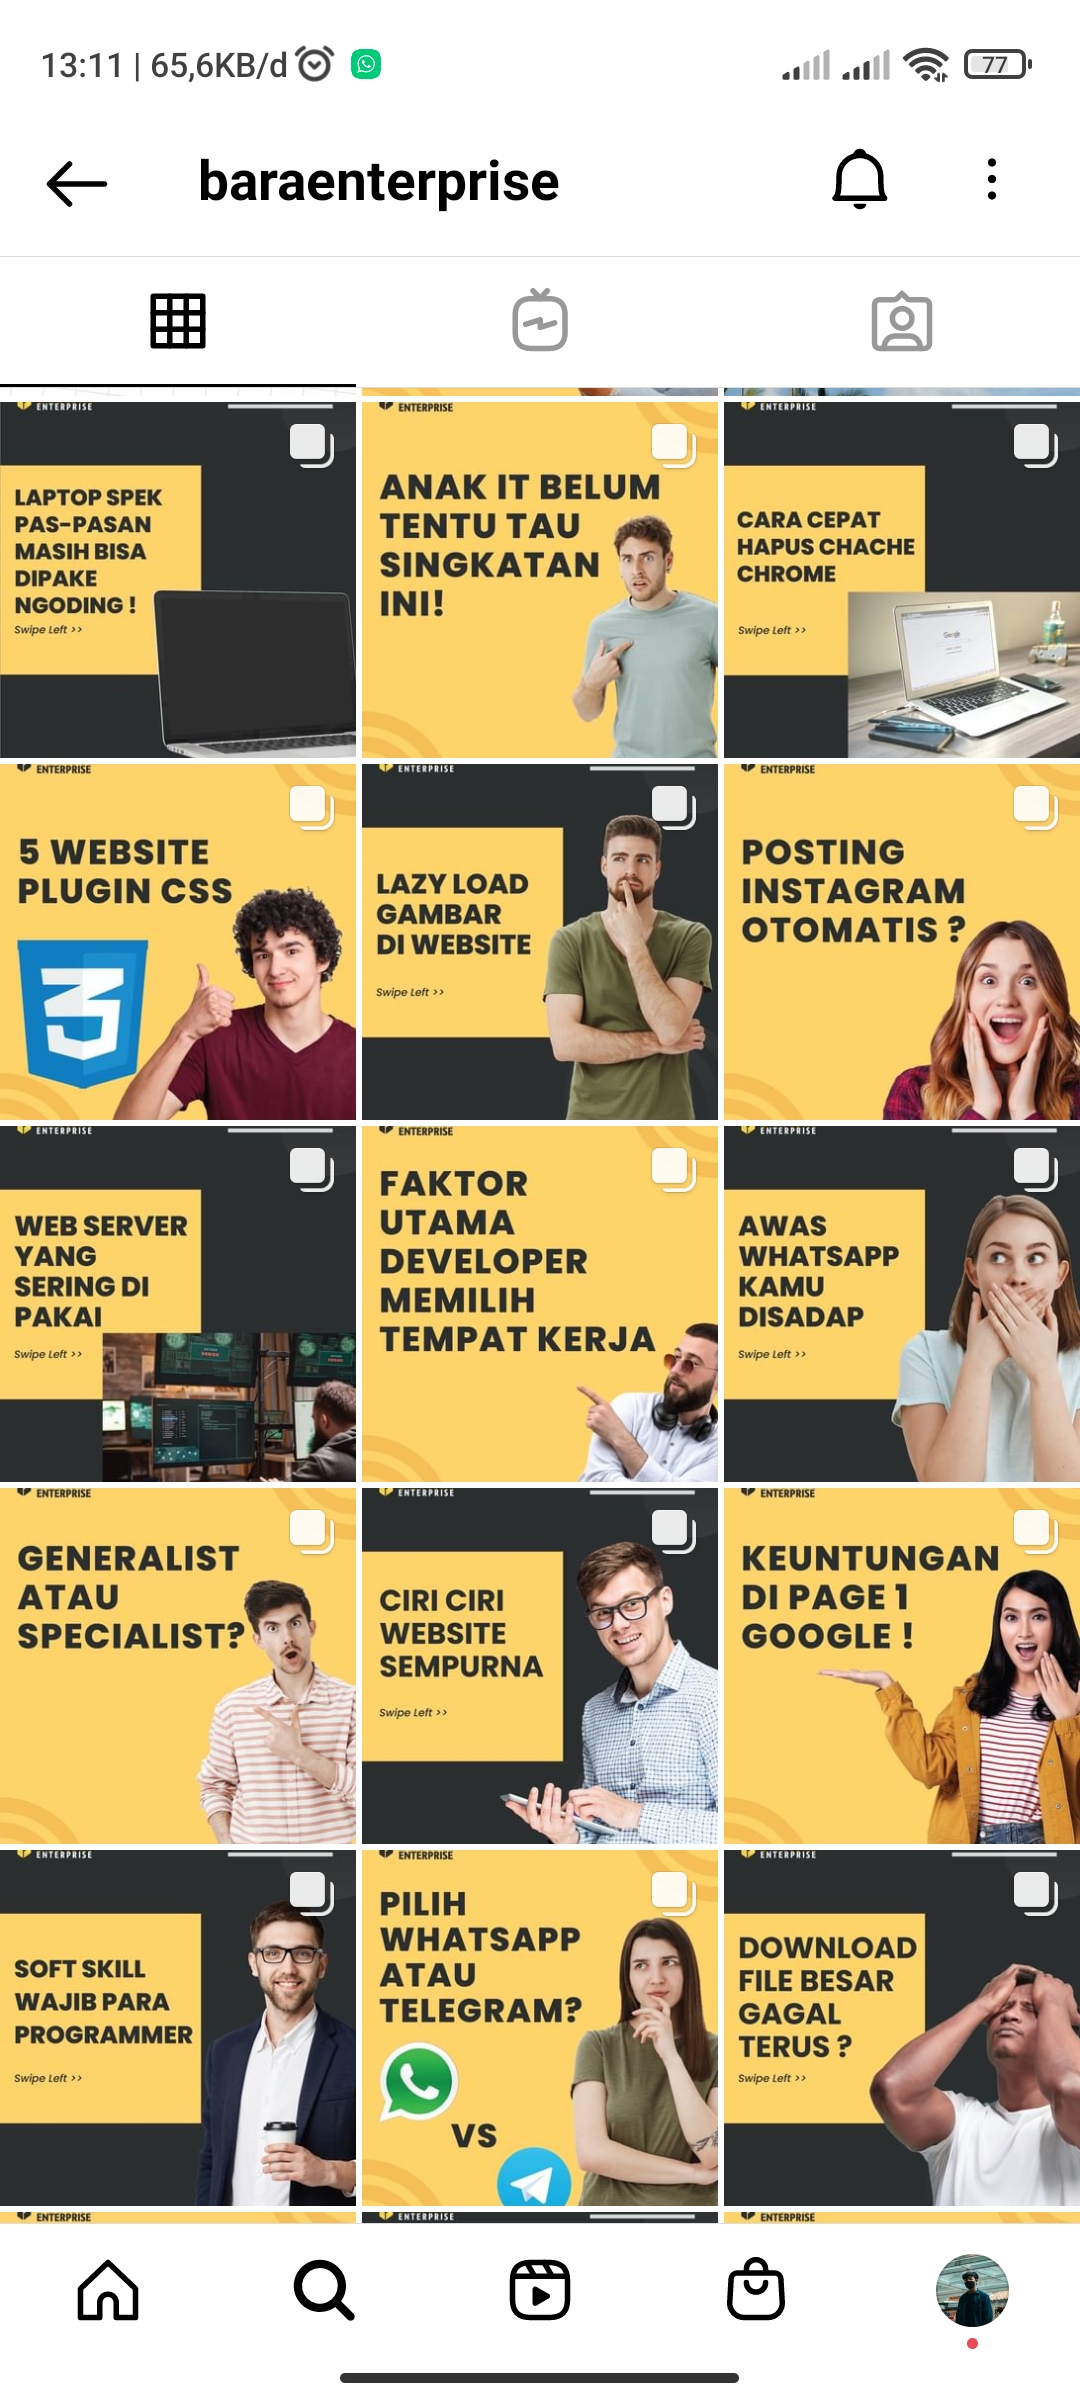 13:11 | 65,6KB/d
77
baraenterprise
ENTERPRISE
LAPTOP SPEK
PAS-PASAN
MASIH BISA
DIPAKE
NGODING !
Swipe Left >>
ENTERPRISE
ANAK IT BELUM
TENTU TAU
SINGKATAN
INI!
ENTERPRISE
CARA CEPAT
HAPUS CHACHE
CHROME
Swipe Left >>
Google
ENTERPRISE
5 WEBSITE
PLUGIN CSS
3
ENTERPRISE
LAZY LOAD
GAMBAR
DI WEBSITE
Swipe Left >>
ENTERPRISE
POSTING
INSTAGRAM
OTOMATIS ?
ENTERPRISE
WEB SERVER
YANG
SERING DI
PAKAI
Swipe Left >>
ENTERPRISE
FAKTOR
UTAMA
DEVELOPER
MEMILIH
TEMPAT KERJA
ENTERPRISE
AWAS
WHATSAPP
KAMU
DISADAP
Swipe Left >>
ENTERPRISE
GENERALIST
ATAU
SPECIALIST?
ENTERPRISE
CIRI CIRI
WEBSITE
SEMPURNA
Swipe Left >>
ENTERPRISE
KEUNTUNGAN
DI PAGE 1
GOOGLE !
ENTERPRISE
SOFT SKILL
WAJIB PARA
PROGRAMMER
Swipe Left >>
ENTERPRISE
PILIH
WHATSAPP
ATAU
TELEGRAM?
VS
ENTERPRISE
DOWNLOAD
FILE BESAR
GAGAL
TERUS ?
Swipe Left >>
ENTERPRISE
ENTERPRISE
ENTERPRISE